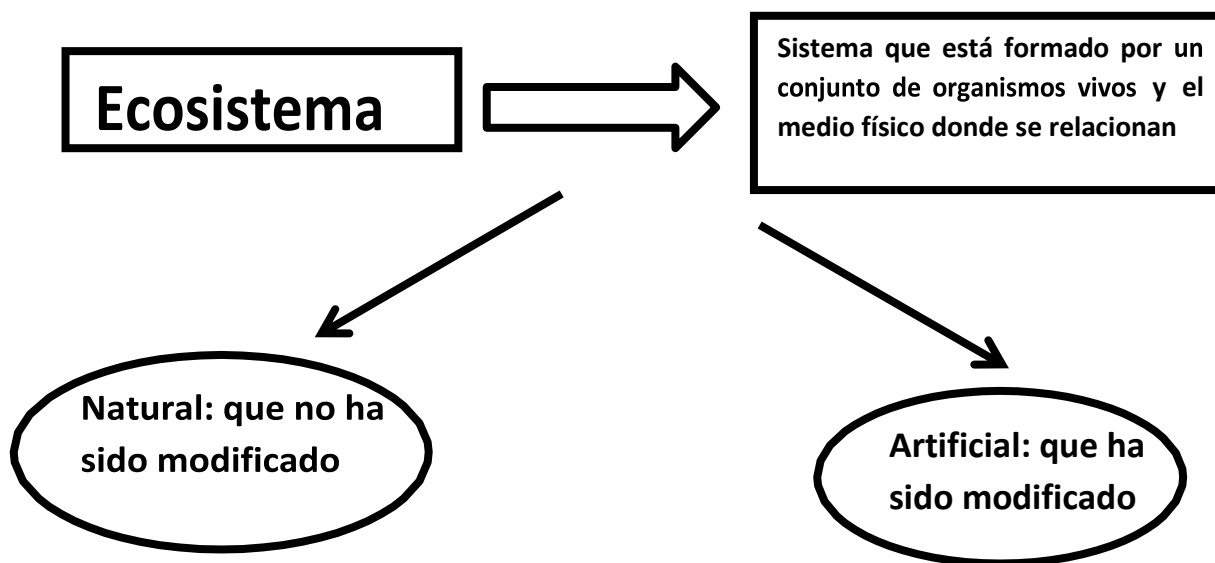 Ecosistema
Sistema que está formado por un
conjunto de organismos vivos y el
medio físico donde se relacionan
Natural: que no ha
sido modificado
Artificial: que ha
sido modificado